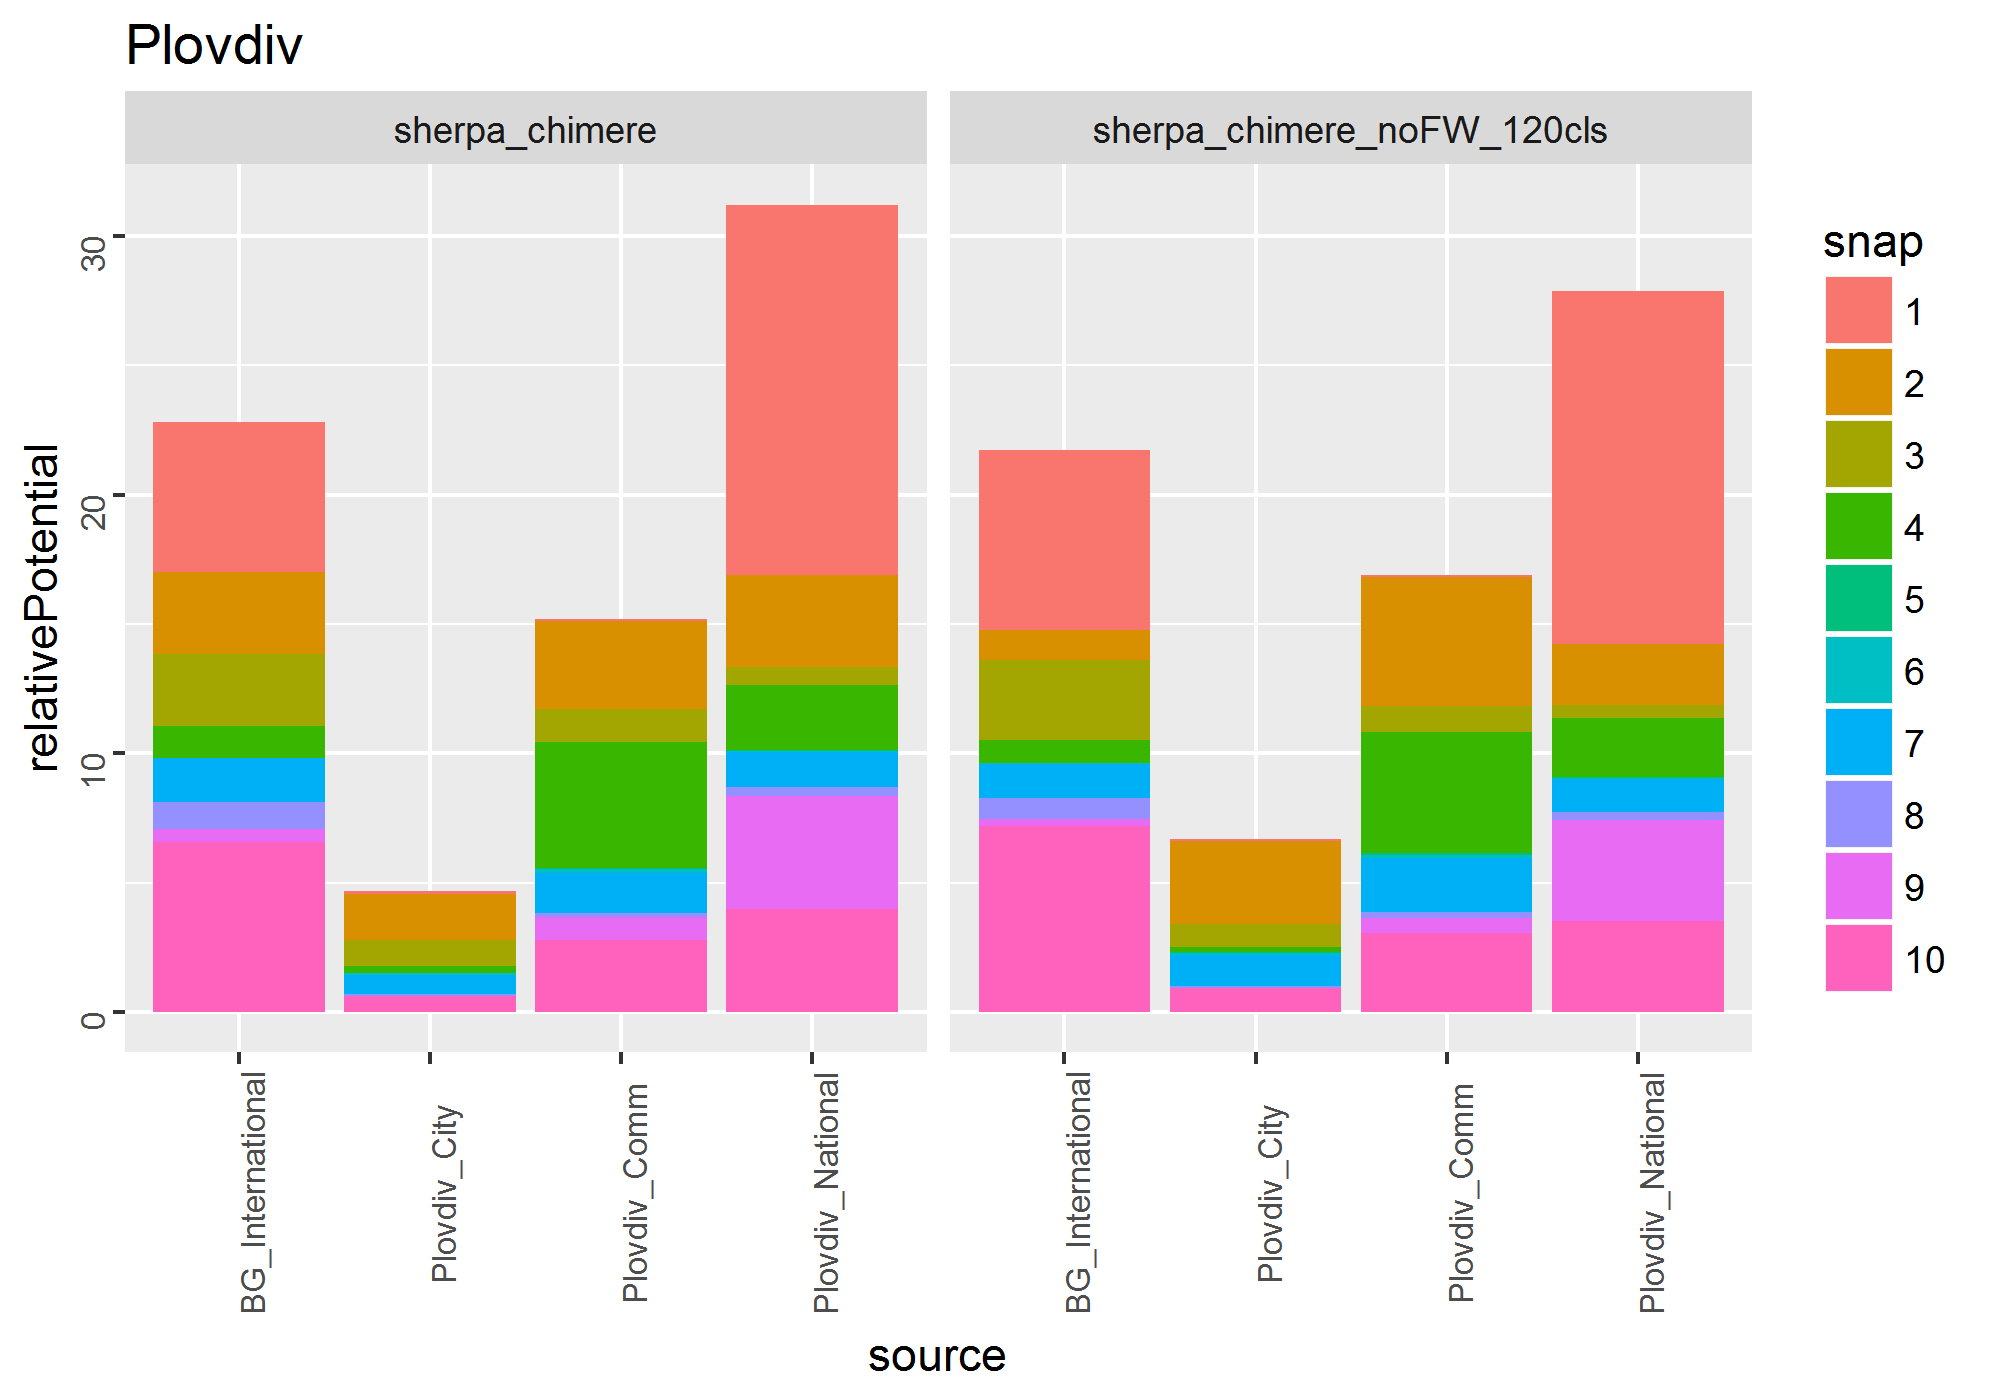 Plovdiv
sherpa_chimere
sherpa_chimere_noFW_120cls
relativePotential
30
20
10
0
BG_International
Plovdiv_City
Plovdiv_Comm
Plovdiv_National
BG_International
Plovdiv_City
Plovdiv_Comm
Plovdiv_National
source
snap
1
2
3
4
5
6
7
8
9
10